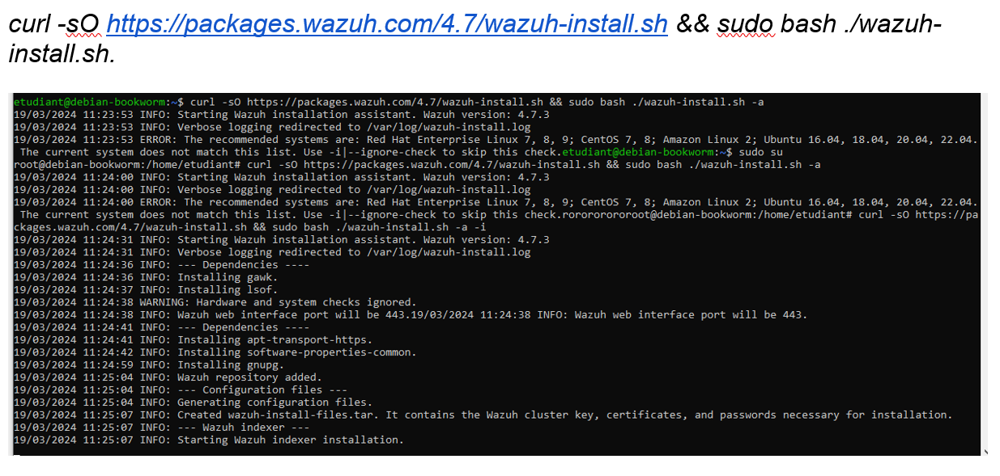 curl -sO https://packages.wazuh.com/4.7/wazuh-install.sh && sudo bash ./wazuh-
install.sh.
etudiant@debian-bookworm:~$ curl -sO https://packages.wazuh.com/4.7/wazuh-install.sh && sudo bash ./wazuh-install.sh -a
19/03/2024 11:23:53 INFO: Starting Wazuh installation assistant. Wazuh version: 4.7.3
19/03/2024 11:23:53 INFO: Verbose logging redirected to /var/log/wazuh-install.log
19/03/2024 11:23:53 ERROR: The recommended systems are: Red Hat Enterprise Linux 7, 8, 9; CentOS 7, 8; Amazon Linux 2; Ubuntu 16.04, 18.04, 20.04, 22.04.
The current system does not match this list. Use -i|--ignore-check to skip this check.etudiant@debian-bookworm:~$ sudo su
root@debian-bookworm:/home/etudiant# curl -sO https://packages.wazuh.com/4.7/wazuh-install.sh && sudo bash ./wazuh-install.sh -a
19/03/2024 11:24:00 INFO: Starting Wazuh installation assistant. Wazuh version: 4.7.3
19/03/2024 11:24:00 INFO: Verbose logging redirected to /var/log/wazuh-install.log
19/03/2024 11:24:00 ERROR: The recommended systems are: Red Hat Enterprise Linux 7, 8, 9; CentOS 7, 8; Amazon Linux 2; Ubuntu 16.04, 18.04, 20.04, 22.04.
The current system does not match this list. Use -i|--ignore-check to skip this check.rorororororoot@debian-bookworm:/home/etudiant# curl -sO https://pa
ckages.wazuh.com/4.7/wazuh-install.sh && sudo bash ./wazuh-install.sh -a -i
19/03/2024 11:24:31 INFO: Starting Wazuh installation assistant. Wazuh version: 4.7.3
19/03/2024 11:24:31 INFO: Verbose logging redirected to /var/log/wazuh-install.log
19/03/2024 11:24:36 INFO: --- Dependencies ----
19/03/2024 11:24:36 INFO: Installing gawk.
19/03/2024 11:24:37 INFO: Installing lsof.
19/03/2024 11:24:38 WARNING: Hardware and system checks ignored.
19/03/2024 11:24:38 INFO: Wazuh web interface port will be 443.19/03/2024 11:24:38 INFO: Wazuh web interface port will be 443.
19/03/2024 11:24:41 INFO: --- Dependencies ----
19/03/2024 11:24:41 INFO: Installing apt-transport-https.
19/03/2024 11:24:42 INFO: Installing software-properties-common.
19/03/2024 11:24:59 INFO: Installing gnupg.
19/03/2024 11:25:04 INFO: Wazuh repository added.
19/03/2024 11:25:04 INFO: --- Configuration files ---
19/03/2024 11:25:04 INFO: Generating configuration files.
19/03/2024 11:25:07 INFO: Created wazuh-install-files.tar. It contains the Wazuh cluster key, certificates, and passwords necessary for installation.
19/03/2024 11:25:07 INFO: --- Wazuh indexer ---
19/03/2024 11:25:07 INFO: Starting Wazuh indexer installation.